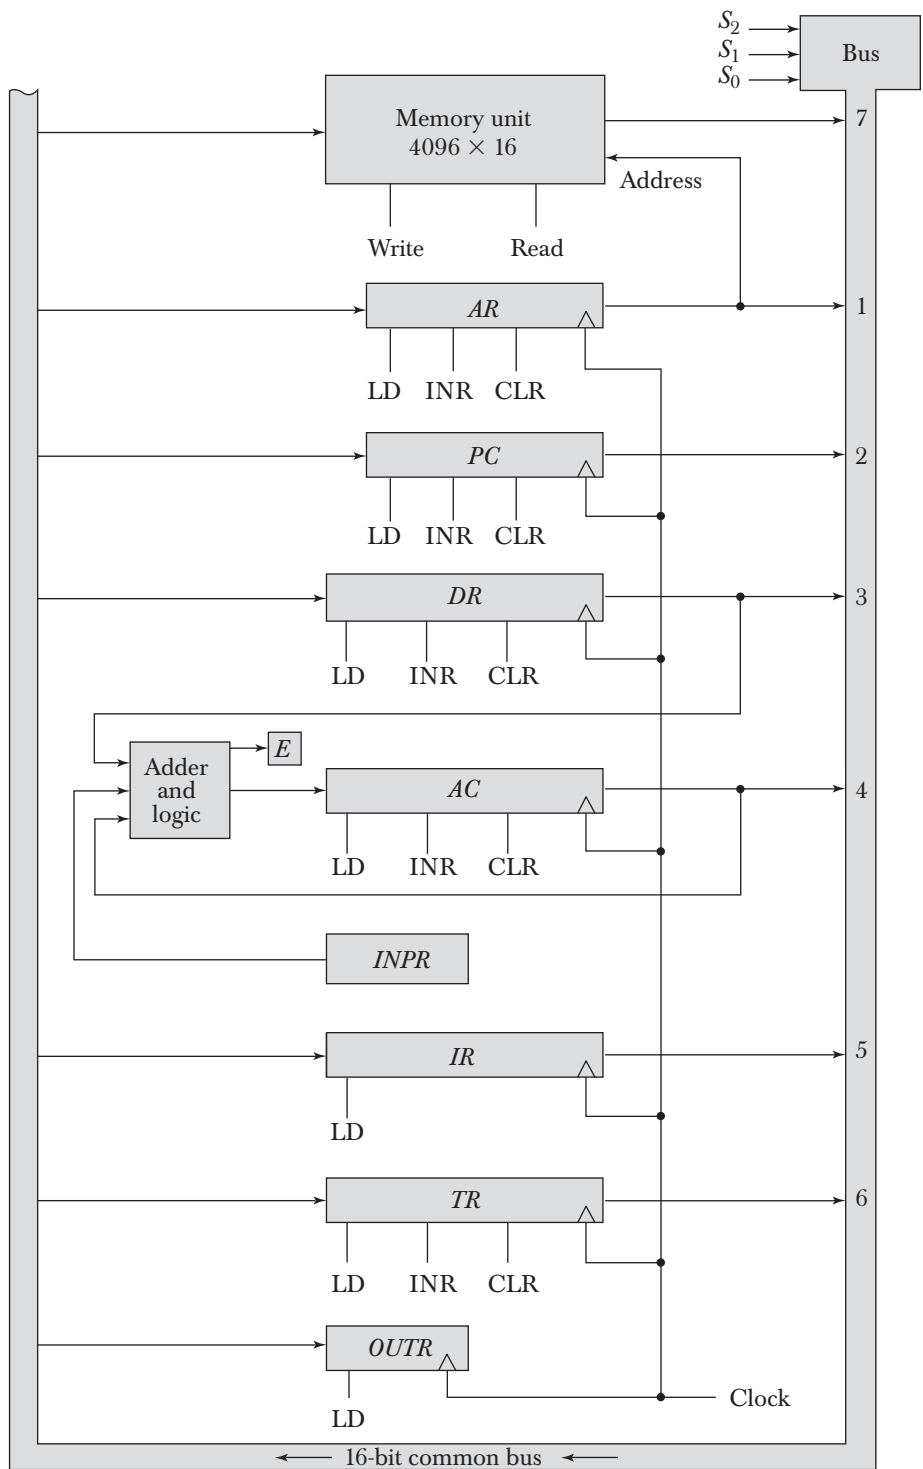 S2
S1
S0
Bus
Memory unit
4096 × 16
7
Address
Write Read
AR
1
LD INR CLR
PC
2
LD INR CLR
DR
3
LD INR CLR
E
Adder
and
logic
AC
4
LD INR CLR
INPR
IR
5
LD
TR
6
LD INR CLR
OUTR
LD
Clock
16-bit common bus